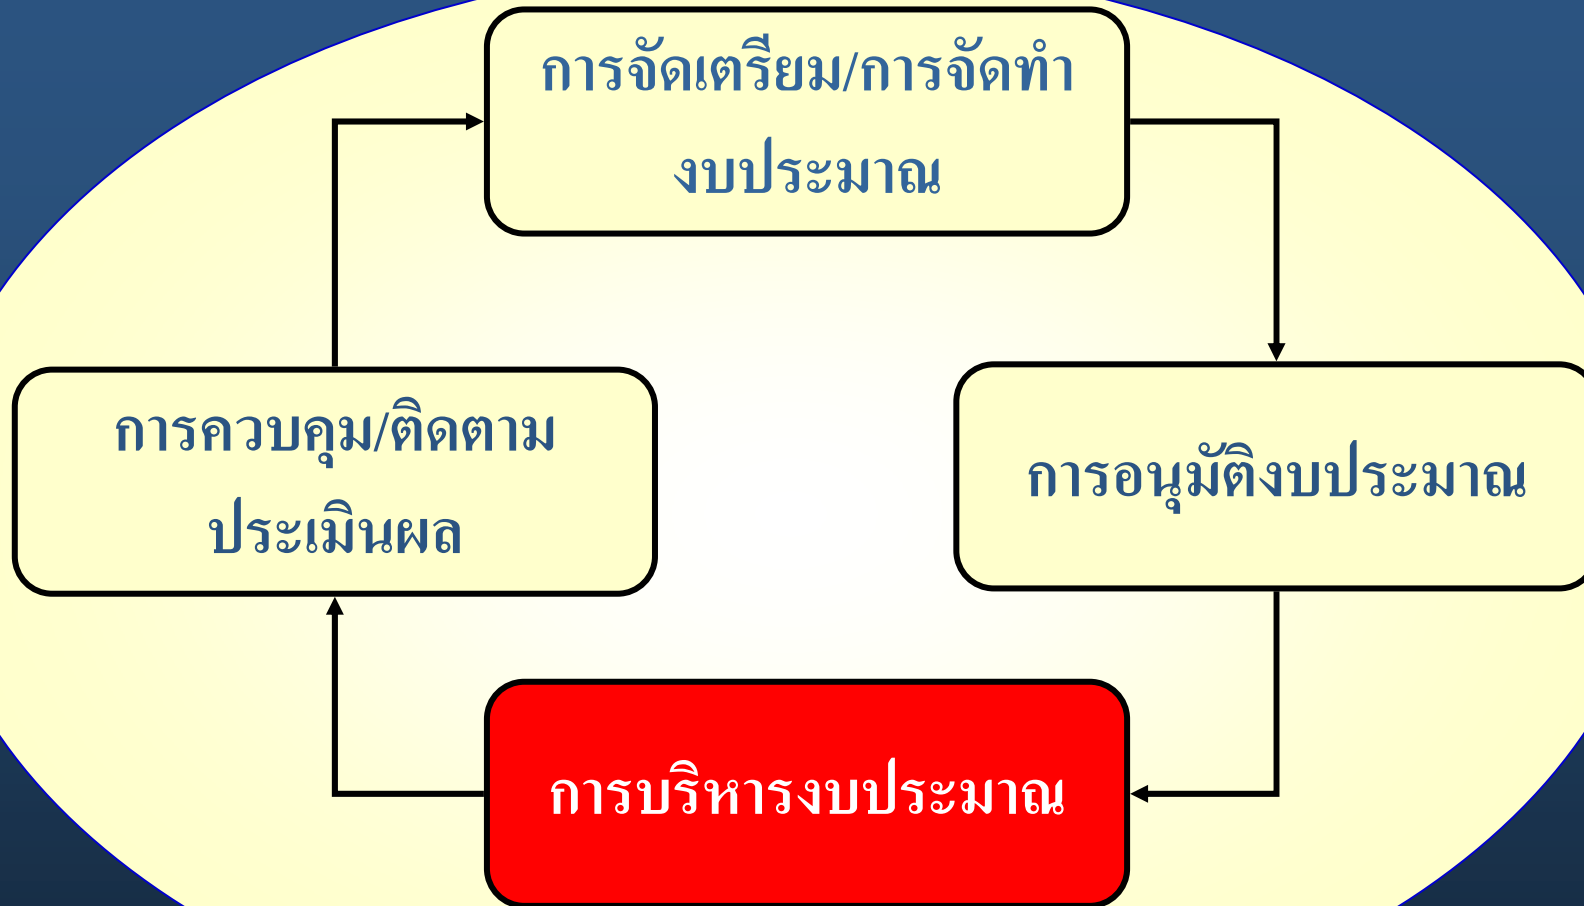 การจัดเตรียม/การจัดทำ
งบประมาณ
การควบคุม/ติดตาม
ประเมินผล
การอนุมัติงบประมาณ
การบริหารงบประมาณ